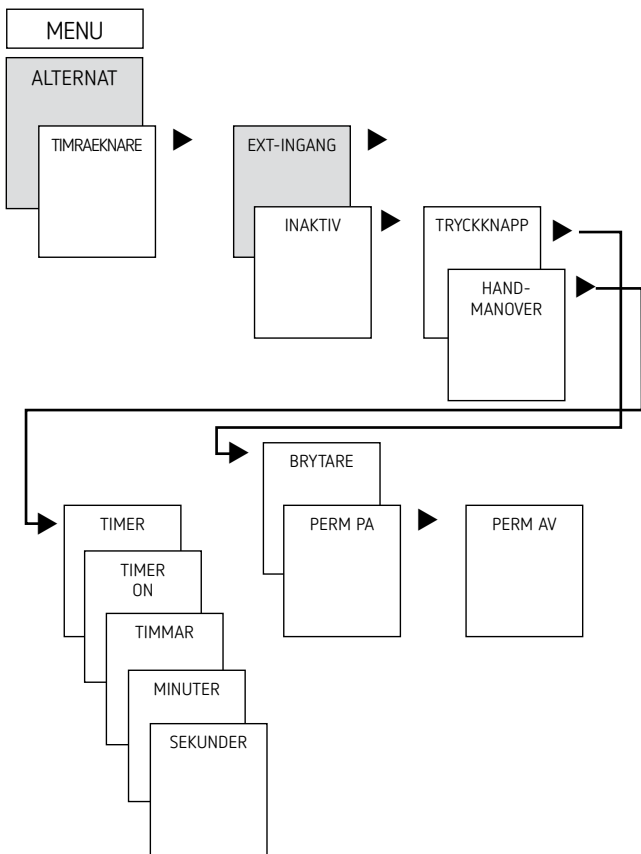 MENU
ALTERNAT
TIMRAEKNARE
EXT-INGANG
INAKTIV
TRYCKKNAPP
HAND-
MANOVER
BRYTARE
PERM PA
PERM AV
TIMER
TIMER
ON
TIMMAR
MINUTER
SEKUNDER